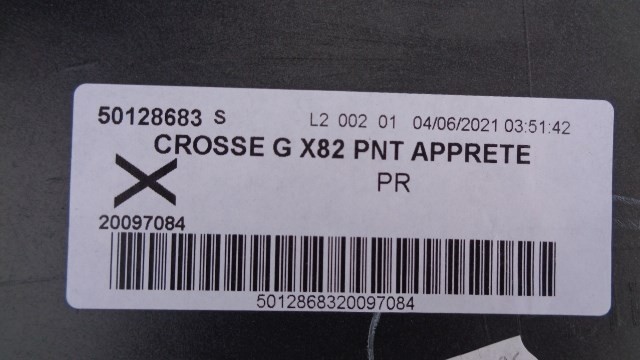 50128683 S L2 002 01 04/06/2021 03:51:42
CROSSE G X82 PNT APPRETE
PR
X
20097084
5012868320097084